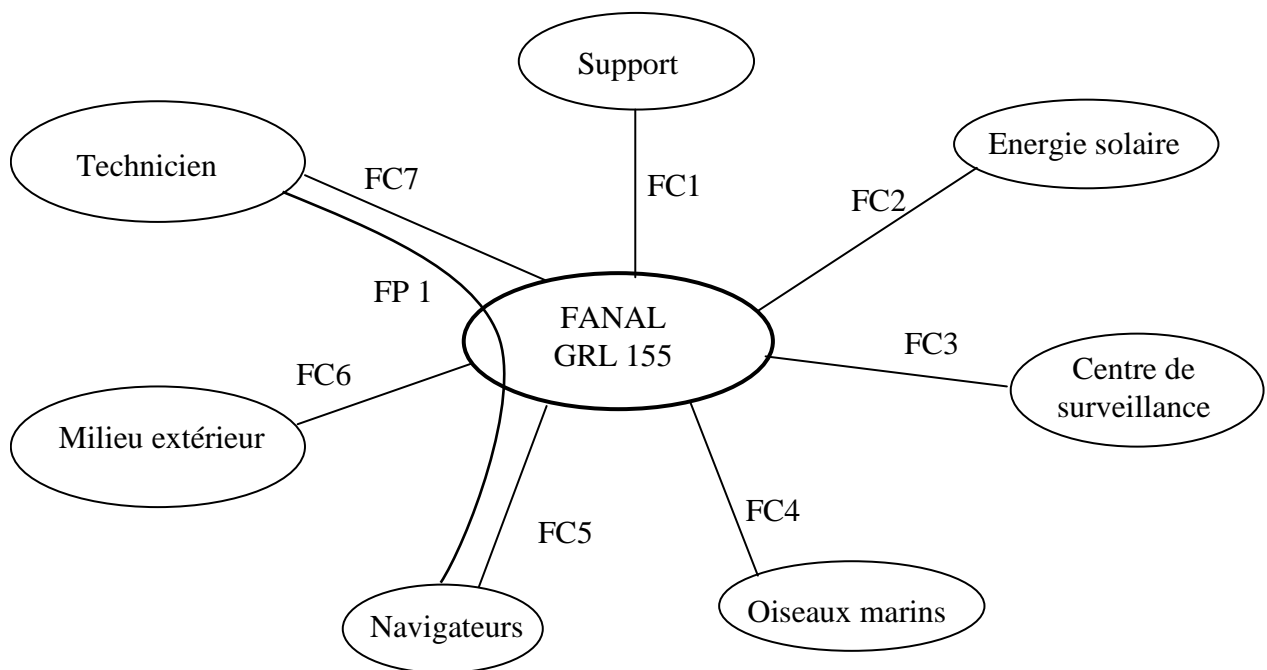 Support
Energie solaire
Technicien
FC7
FC1
FC2
FP 1
FANAL
GRL 155
FC3
Centre de
surveillance
FC6
Milieu extérieur
FC4
FC5
Oiseaux marins
Navigateurs